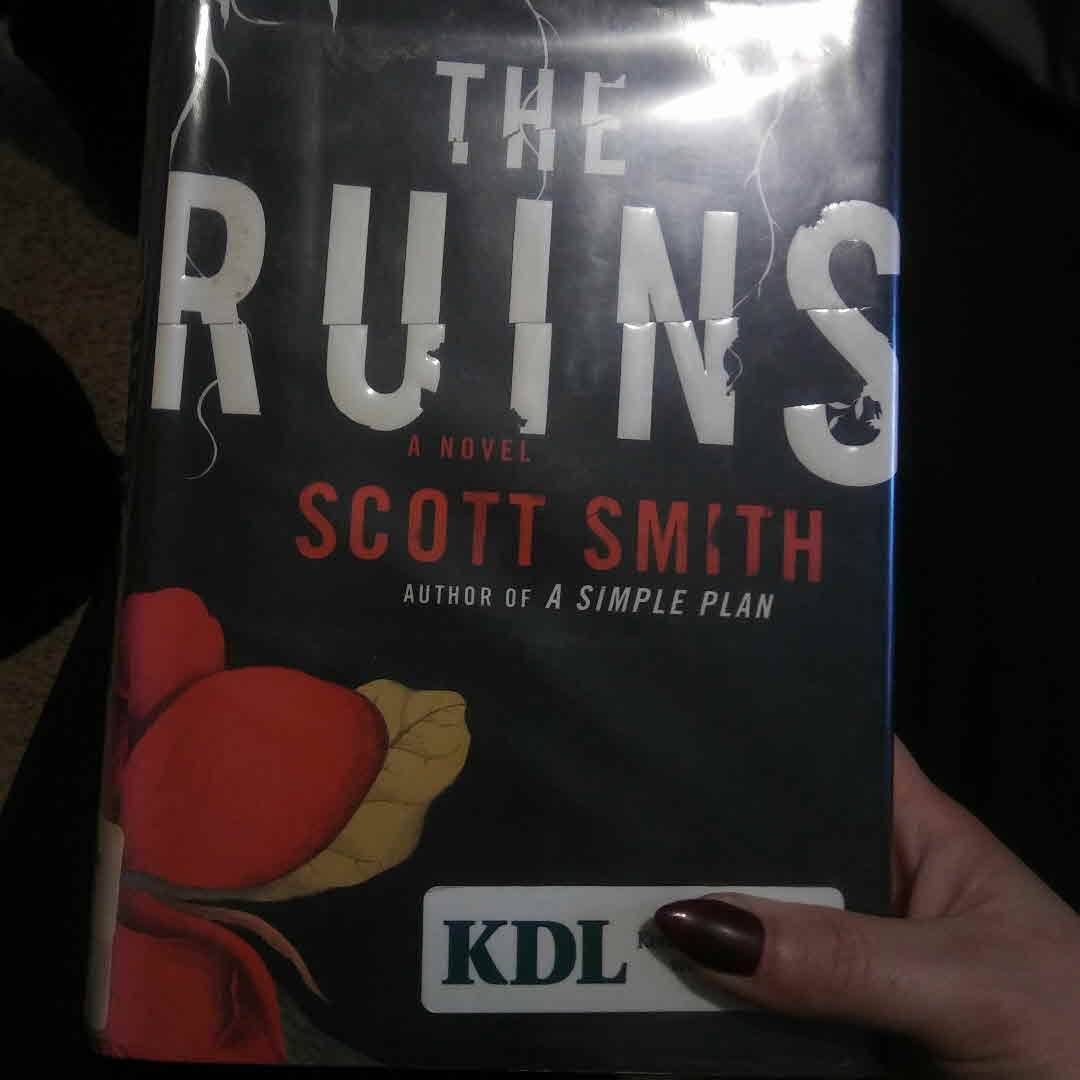 THE
RUINS
A NOVEL
SCOTT SMITH
AUTHOR OF A SIMPLE PLAN
KDL